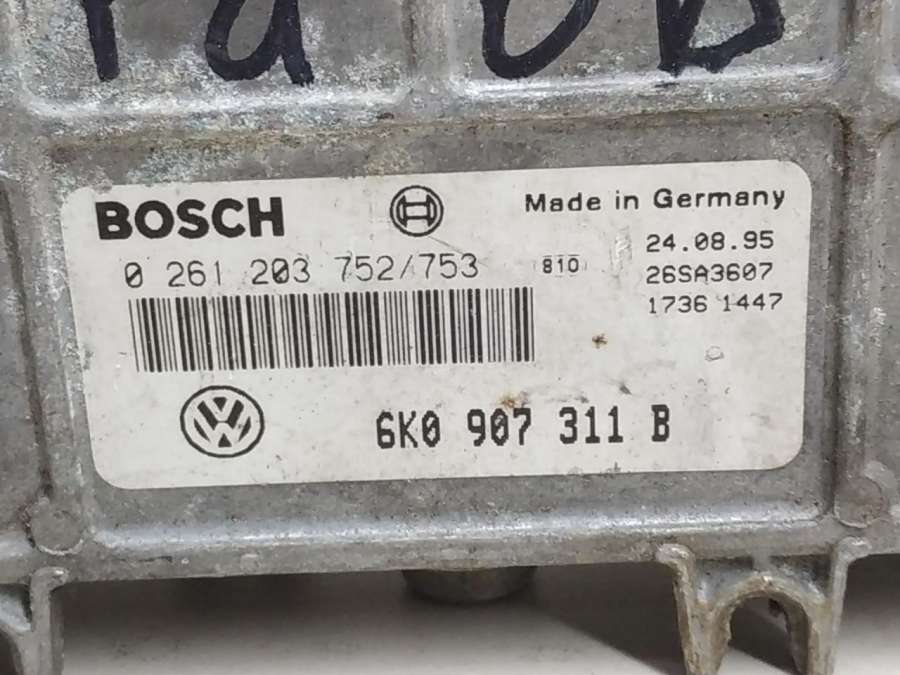 BOSCH
Made in Germany
0 261 203 752/753
810
24.08.95
26SA3607
1736 1447
6K0 907 311 B